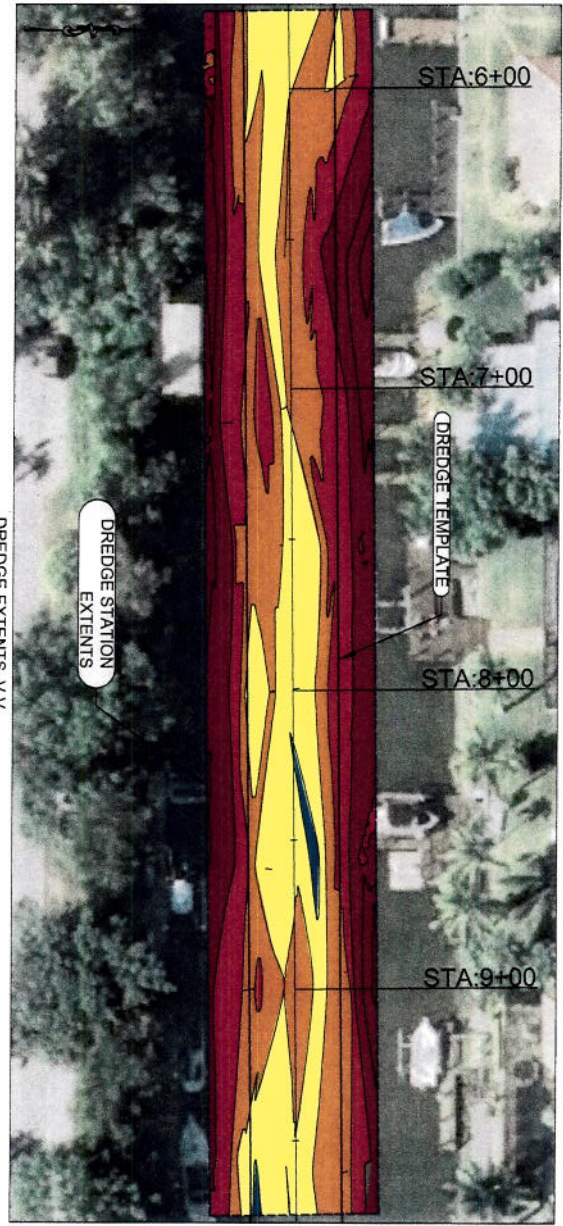 STA:6+00
STA:7+00
DREDGE TEMPLATE
STA:8+00
STA:9+00
DREDGE STATION
EXTENTS